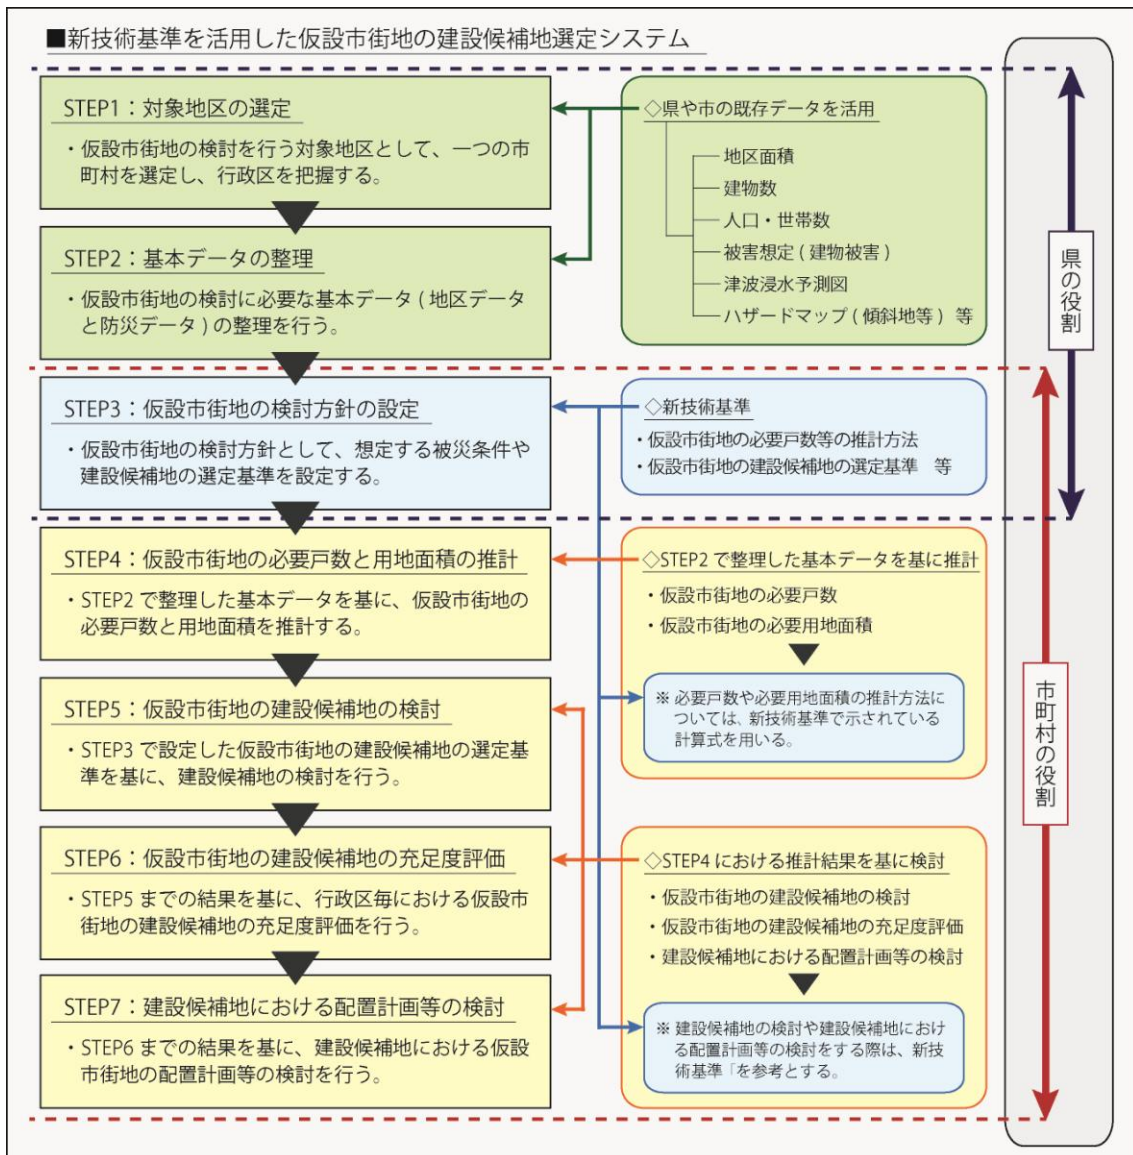 ■新技術基準を活用した仮設市街地の建設候補地選定システム
STEP1：対象地区の選定
・仮設市街地の検討を行う対象地区として、一つの市
町村を選定し、行政区を把握する。
STEP2：基本データの整理
・仮設市街地の検討に必要な基本データ ( 地区データ
と防災データ ) の整理を行う。
◇県や市の既存データを活用
地区面積
建物数
人口・世帯数
被害想定 ( 建物被害 )
津波浸水予測図
ハザードマップ ( 傾斜地等 ) 等
県の役割
STEP3：仮設市街地の検討方針の設定
・仮設市街地の検討方針として、想定する被災条件や
建設候補地の選定基準を設定する。
◇新技術基準
・仮設市街地の必要戸数等の推計方法
・仮設市街地の建設候補地の選定基準　等
STEP4：仮設市街地の必要戸数と用地面積の推計
・STEP2 で整理した基本データを基に、仮設市街地の
必要戸数と用地面積を推計する。
◇STEP2 で整理した基本データを基に推計
・仮設市街地の必要戸数
・仮設市街地の必要用地面積
※ 必要戸数や必要用地面積の推計方法に
ついては、新技術基準で示されている
計算式を用いる。
STEP5：仮設市街地の建設候補地の検討
・STEP3 で設定した仮設市街地の建設候補地の選定基
準を基に、建設候補地の検討を行う。
市町村の役割
STEP6：仮設市街地の建設候補地の充足度評価
・STEP5 までの結果を基に、行政区毎における仮設市
街地の建設候補地の充足度評価を行う。
◇STEP4 における推計結果を基に検討
・仮設市街地の建設候補地の検討
・仮設市街地の建設候補地の充足度評価
・建設候補地における配置計画等の検討
※ 建設候補地の検討や建設候補地におけ
る配置計画等の検討をする際は、新技
術基準「を参考とする。
STEP7：建設候補地における配置計画等の検討
・STEP6 までの結果を基に、建設候補地における仮設
市街地の配置計画等の検討を行う。